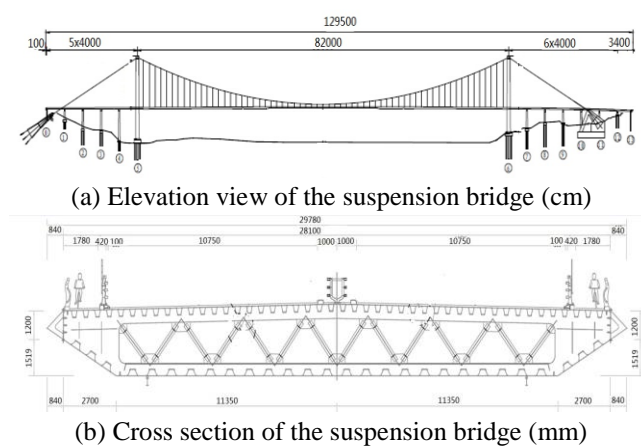 129500
100 5x4000 82000 6x4000 3400
(a) Elevation view of the suspension bridge (cm)
29780
840 28100 840
1780 420 100 10750 1000 1000 10750 100 420 1780
1200 1200
1519 1519
840 2700 11350 11350 2700 840
(b) Cross section of the suspension bridge (mm)